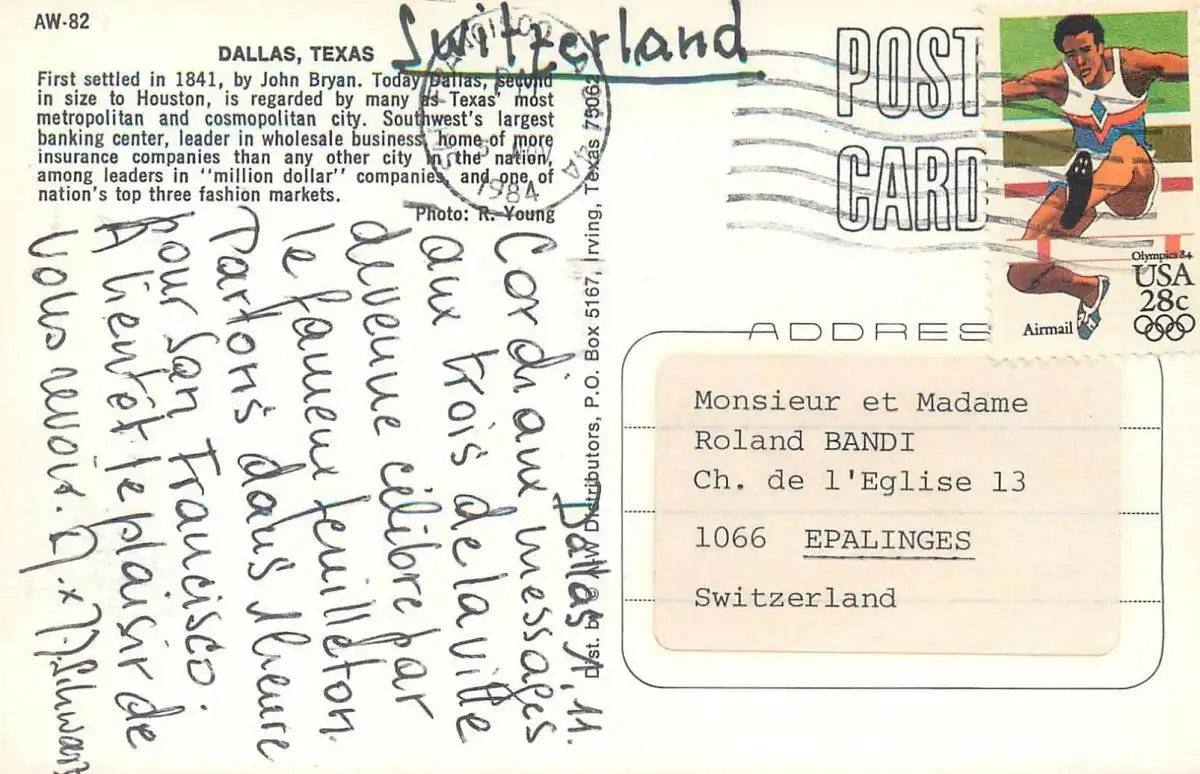 AW-82
DALLAS, TEXAS
First settled in 1841, by John Bryan. Today Dallas, second
in size to Houston, is regarded by many as Texas' most
metropolitan and cosmopolitan city. Southwest's largest
banking center, leader in wholesale business, home of more
insurance companies than any other city in the nation,
among leaders in "million dollar" companies, and one of
nation's top three fashion markets.
Photo: R. Young
Switzerland
1984
POST
CARD
Olympics 84
USA
28c
Airmail
Dist. by A-W Distributors, P.O. Box 5167, Irving, Texas 75062
Dallas 1, 11.
Cordiaux messages
aux trois de la ville
devenue célèbre par
le fameux feuilleton.
Partons dans 1 heure
pour San Francisco.
A bientôt le plaisir de
vous revoir.
ADDRES
Monsieur et Madame
Roland BANDI
Ch. de l'Eglise 13
1066 EPALINGES
Switzerland